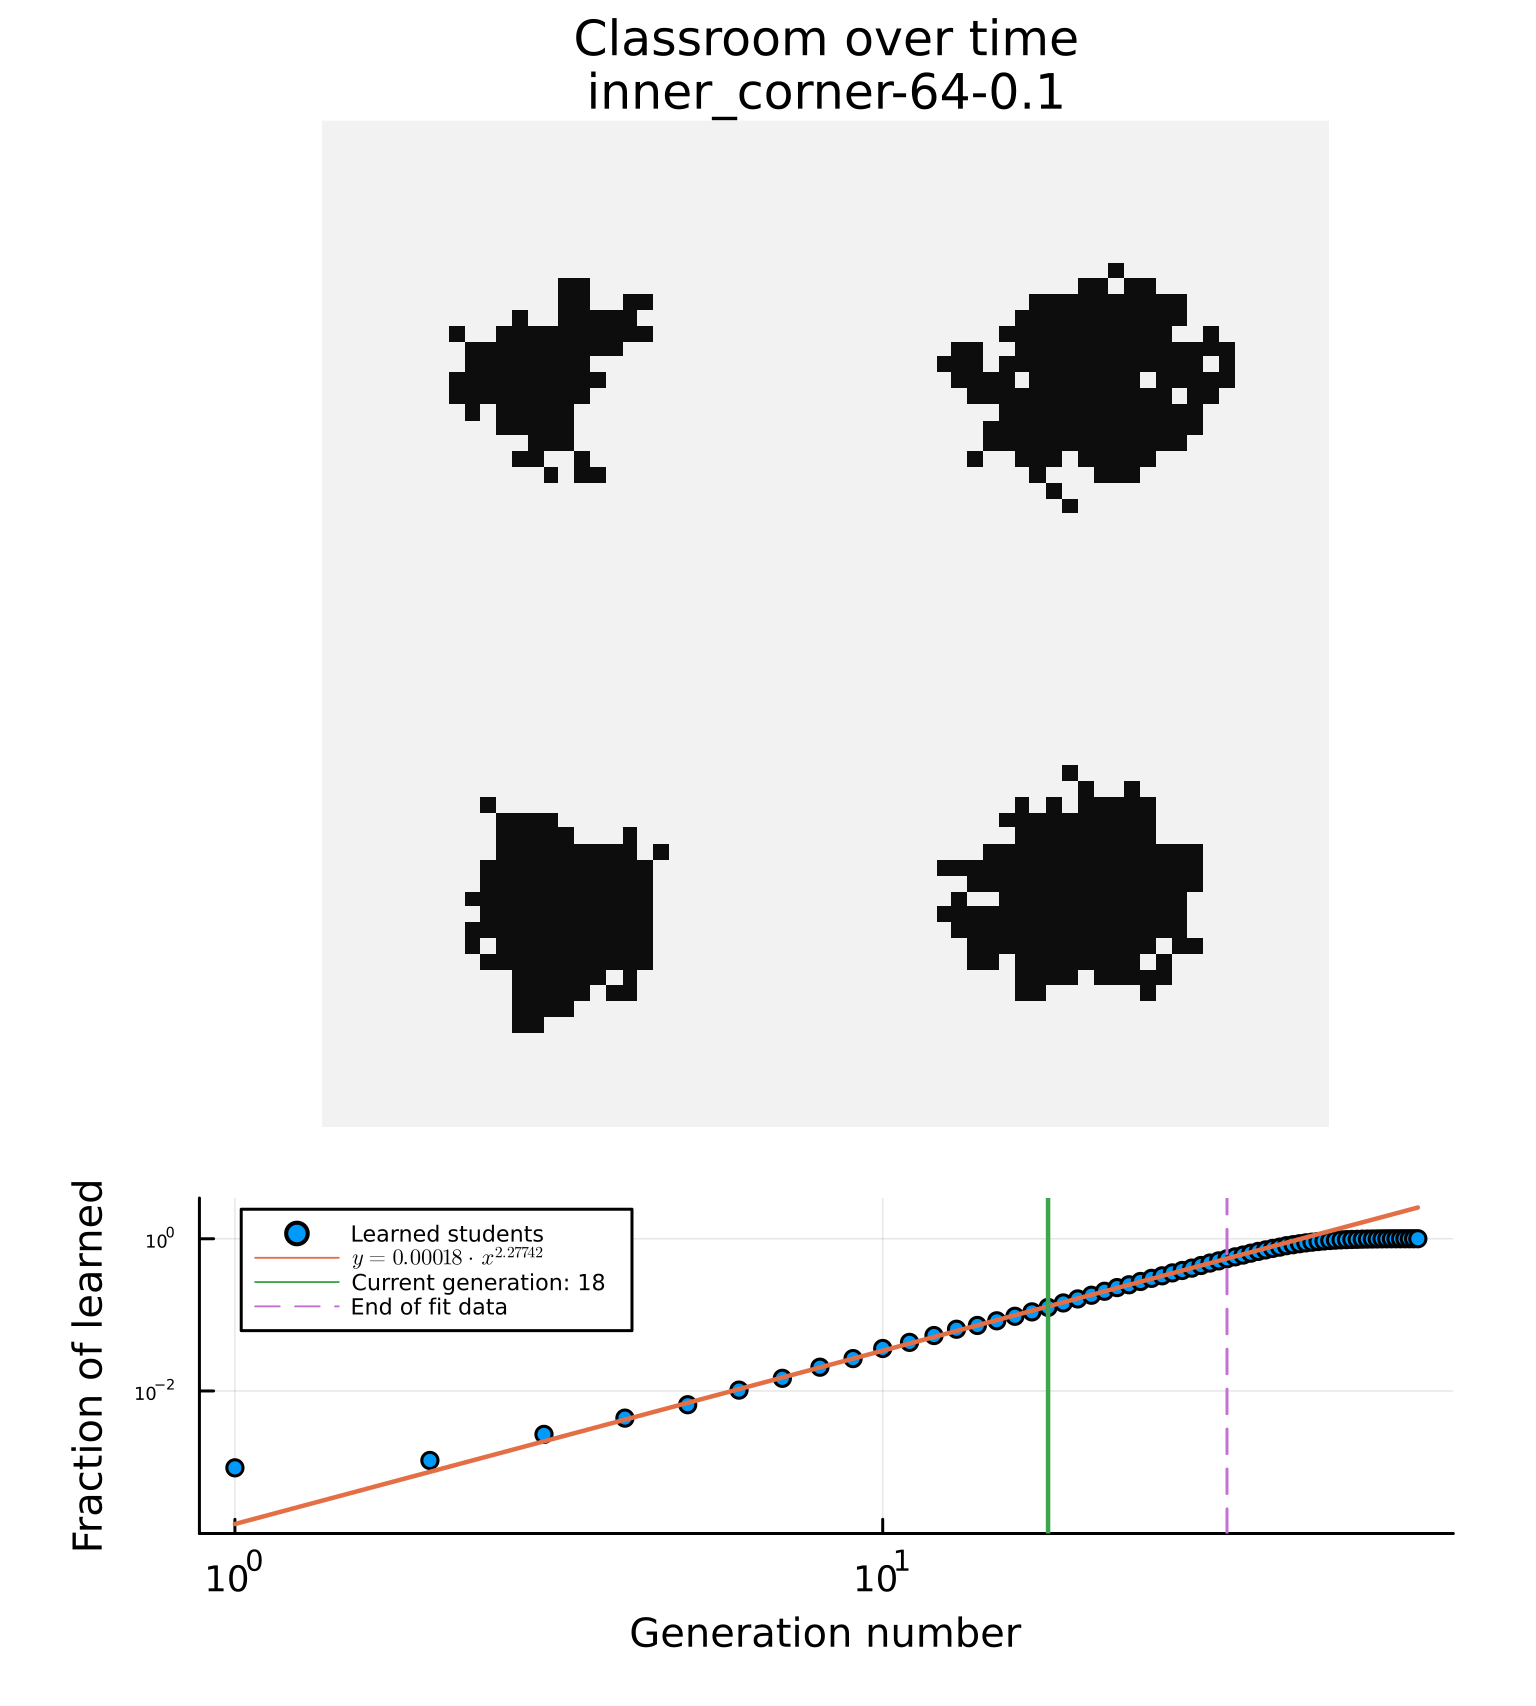 Classroom over time
inner_corner-64-0.1
Learned students
y = 0.00018 · x^2.27742
Current generation: 18
End of fit data
Fraction of learned
10^0
10^−2
10^0
10^1
Generation number